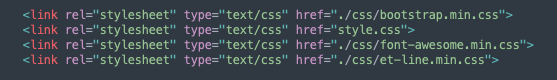 <link rel="stylesheet" type="text/css" href="./css/bootstrap.min.css">
<link rel="stylesheet" type="text/css" href="style.css">
<link rel="stylesheet" type="text/css" href="./css/font-awesome.min.css">
<link rel="stylesheet" type="text/css" href="./css/et-line.min.css">